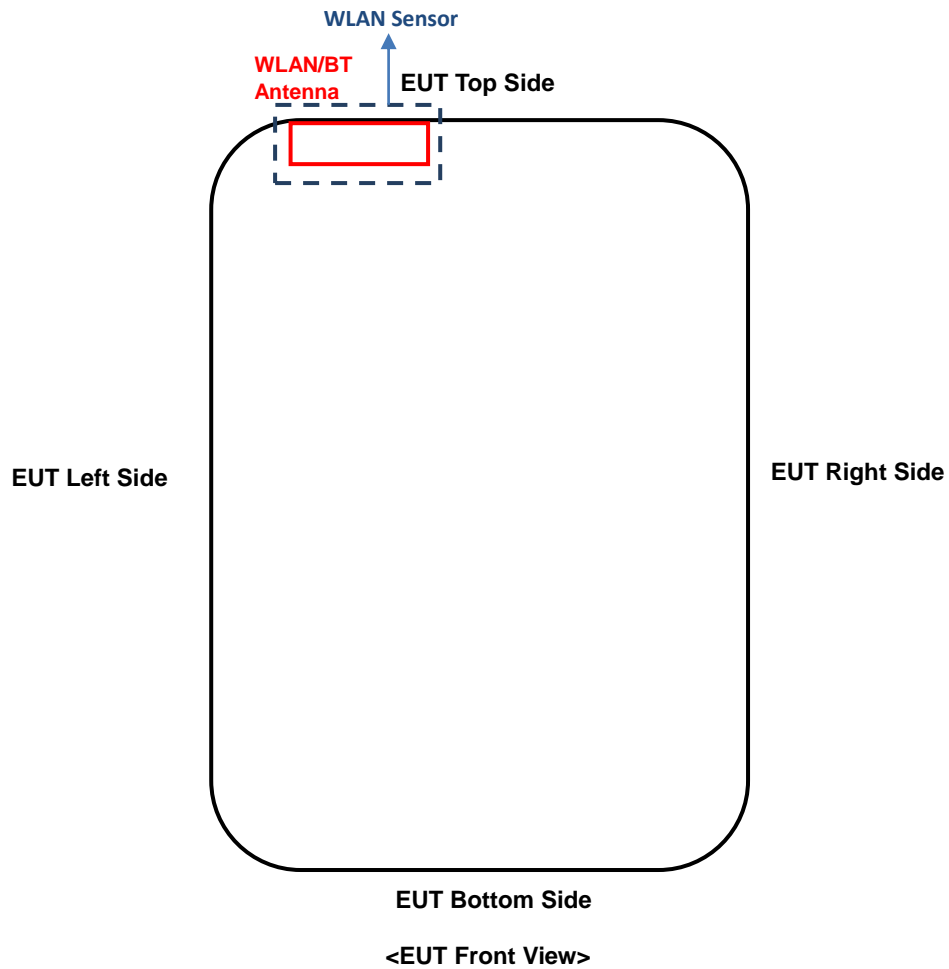 WLAN Sensor
WLAN/BT
Antenna
EUT Top Side
EUT Left Side
EUT Right Side
EUT Bottom Side
<EUT Front View>